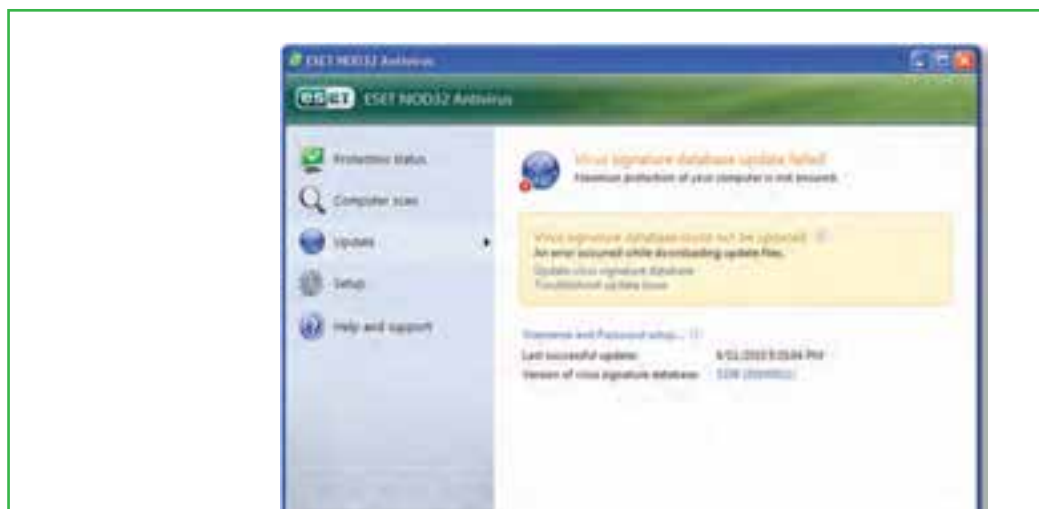 ESET NOD32 Antivirus
eset ESET NOD32 Antivirus
Protection status
Computer scan
Update
Setup
Help and support
Virus signature database update failed
Maximum protection of your computer is not ensured.
Virus signature database could not be updated
An error occurred while downloading update files.
Update virus signature database
Troubleshoot update issue
Username and Password setup...
Last successful update:
Version of virus signature database: